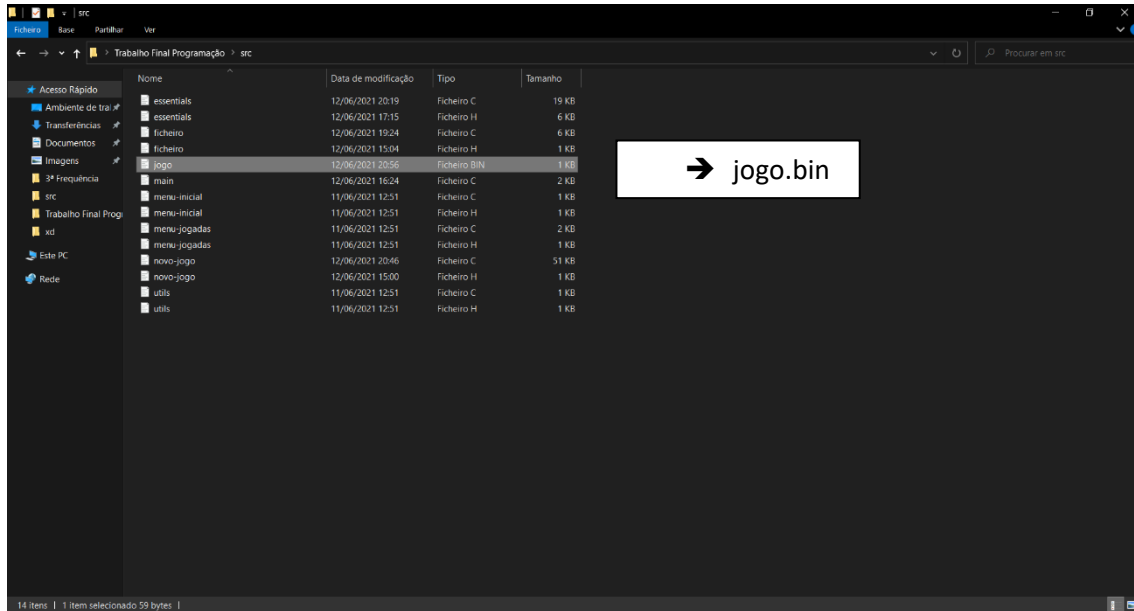 src
Ficheiro Base Partilhar Ver
Trabalho Final Programação > src
Procurar em src
Nome Data de modificação Tipo Tamanho
Acesso Rápido
Ambiente de tral
Transferências
Documentos
Imagens
3ª Frequência
src
Trabalho Final Progr
xd
Este PC
Rede
essentials 12/06/2021 20:19 Ficheiro C 19 KB
essentials 12/06/2021 17:15 Ficheiro H 6 KB
ficheiro 12/06/2021 19:24 Ficheiro C 6 KB
ficheiro 12/06/2021 15:04 Ficheiro H 1 KB
jogo 12/06/2021 20:56 Ficheiro BIN 1 KB
main 12/06/2021 16:24 Ficheiro C 2 KB
menu-inicial 11/06/2021 12:51 Ficheiro C 1 KB
menu-inicial 11/06/2021 12:51 Ficheiro H 1 KB
menu-jogadas 11/06/2021 12:51 Ficheiro C 2 KB
menu-jogadas 11/06/2021 12:51 Ficheiro H 1 KB
novo-jogo 12/06/2021 20:46 Ficheiro C 51 KB
novo-jogo 12/06/2021 15:00 Ficheiro H 1 KB
utils 11/06/2021 12:51 Ficheiro C 1 KB
utils 11/06/2021 12:51 Ficheiro H 1 KB
➔ jogo.bin
14 itens | 1 item selecionado 59 bytes |